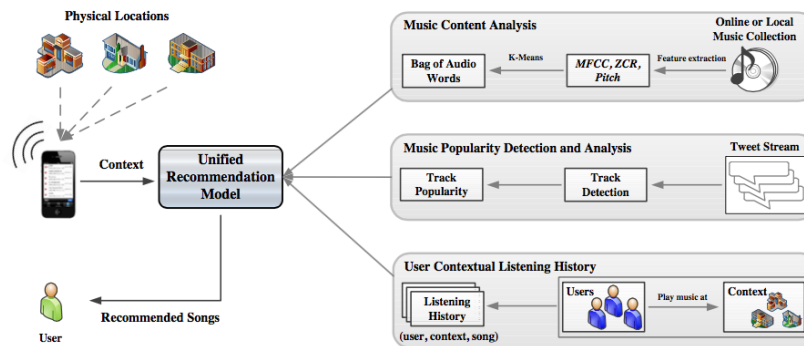 Physical Locations
Context
Unified
Recommendation
Model
User
Recommended Songs
Music Content Analysis
Online or Local
Music Collection
Bag of Audio
Words
K-Means
MFCC, ZCR,
Pitch
Feature extraction
Music Popularity Detection and Analysis
Tweet Stream
Track
Popularity
Track
Detection
User Contextual Listening History
Listening
History
(user, context, song)
Users
Play music at
Context